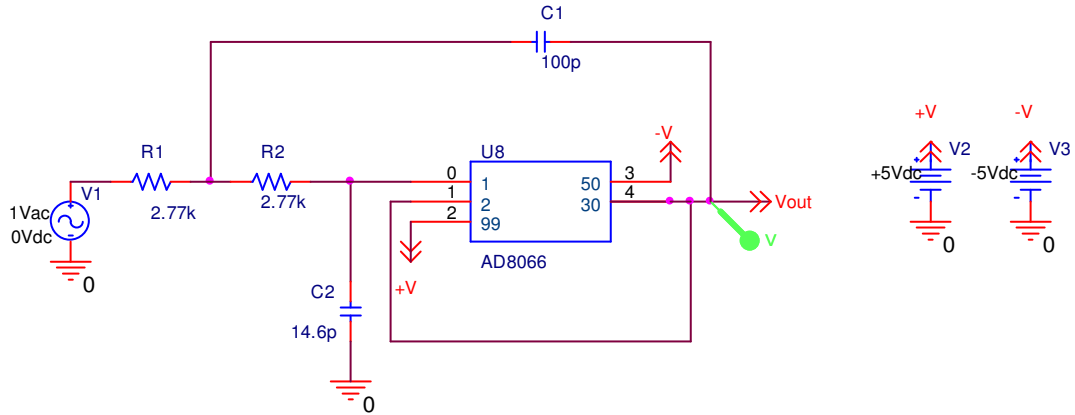 C1
100p
R1
R2
2.77k
2.77k
V1
1Vac
0Vdc
0
C2
14.6p
0
U8
0
1
2
1
2
99
50
30
3
4
AD8066
+V
-V
Vout
V
+V
-V
V2
V3
+5Vdc
-5Vdc
0
0